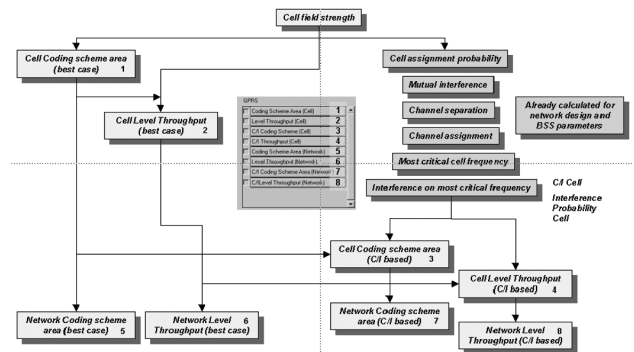 Cell field strength
Cell Coding scheme area
(best case) 1
Cell assignment probability
Mutual interference
Channel separation
Channel assignment
Already calculated for
network design and
BSS parameters
Cell Level Throughput
(best case) 2
GPRS
Coding Scheme Area (Cell) 1
Level Throughput (Cell) 2
C/I Coding Scheme (Cell) 3
C/I Throughput (Cell) 4
Coding Scheme Area (Network) 5
Level Throughput (Network) 6
C/I Coding Scheme Area (Network) 7
C/I Level Throughput (Network) 8
Most critical cell frequency
Interference on most critical frequency
C/I Cell
Interference
Probability
Cell
Cell Coding scheme area
(C/I based) 3
Cell Level Throughput
(C/I based) 4
Network Coding scheme
area (best case) 5
Network Level 6
Throughput (best case)
Network Coding scheme
area (C/I based) 7
Network Level 8
Throughput (C/I based)